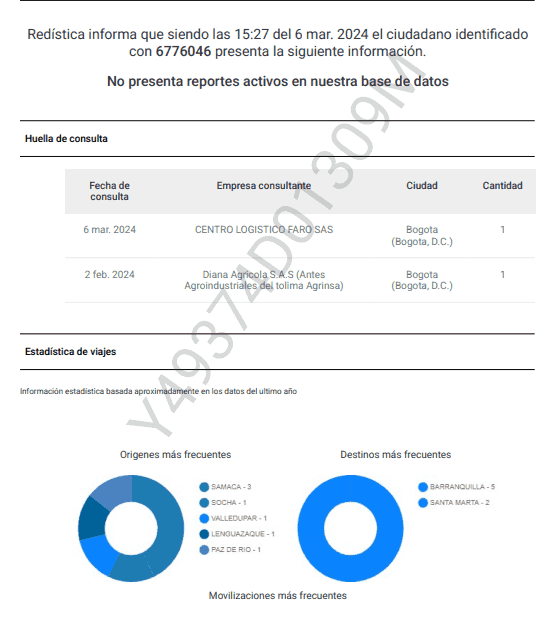 Redística informa que siendo las 15:27 del 6 mar. 2024 el ciudadano identificado
con 6776046 presenta la siguiente información.
No presenta reportes activos en nuestra base de datos
Huella de consulta
Fecha de consulta Empresa consultante Ciudad Cantidad
6 mar. 2024 CENTRO LOGISTICO FARO SAS Bogota (Bogota, D.C.) 1
2 feb. 2024 Diana Agricola S.A.S (Antes Agroindustriales del tolima Agrinsa) Bogota (Bogota, D.C.) 1
Estadística de viajes
Información estadística basada aproximadamente en los datos del ultimo año
Origenes más frecuentes
SAMACA - 3
SOCHA - 1
VALLEDUPAR - 1
LENGUAZAQUE - 1
PAZ DE RIO - 1
Destinos más frecuentes
BARRANQUILLA - 5
SANTA MARTA - 2
Movilizaciones más frecuentes
Y49374D01309M